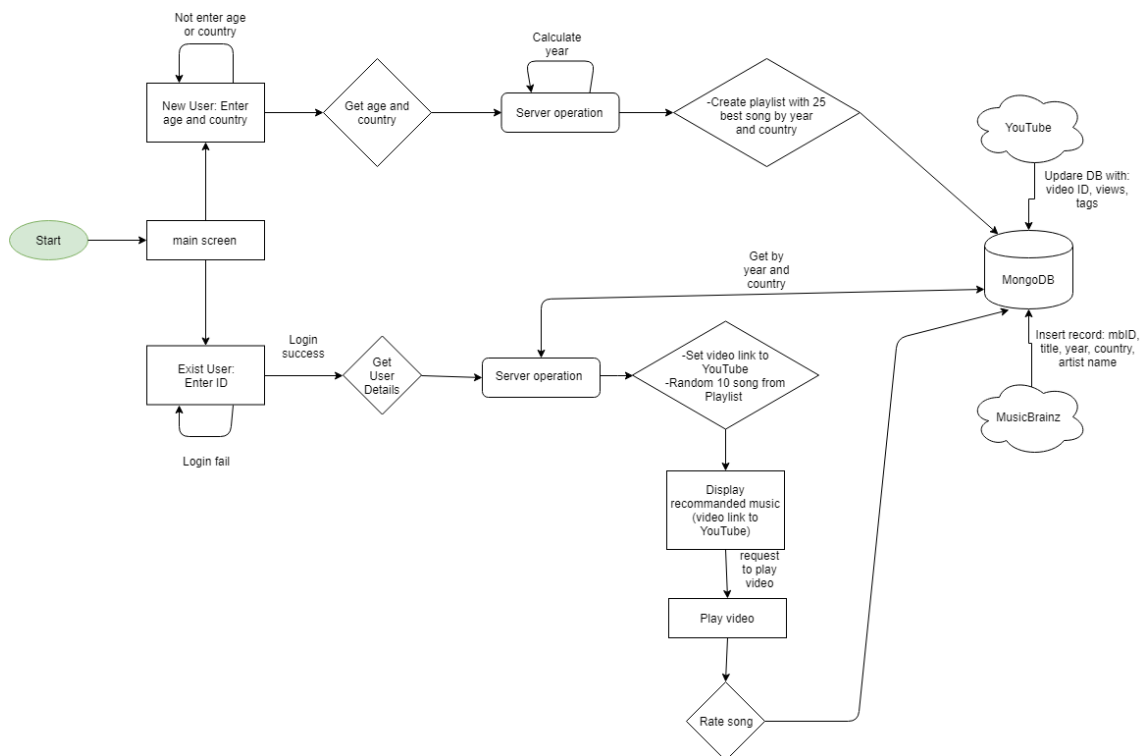 Not enter age
or country
New User: Enter
age and country
Get age and
country
Calculate
year
Server operation
-Create playlist with 25
best song by year
and country
YouTube
Updare DB with:
video ID, views,
tags
Start
main screen
MongoDB
Get by
year and
country
Insert record: mbID,
title, year, country,
artist name
MusicBrainz
Exist User:
Enter ID
Login
success
Login fail
Get
User
Details
Server operation
-Set video link to
YouTube
-Random 10 song from
Playlist
Display
recommanded music
(video link to
YouTube)
request
to play
video
Play video
Rate song